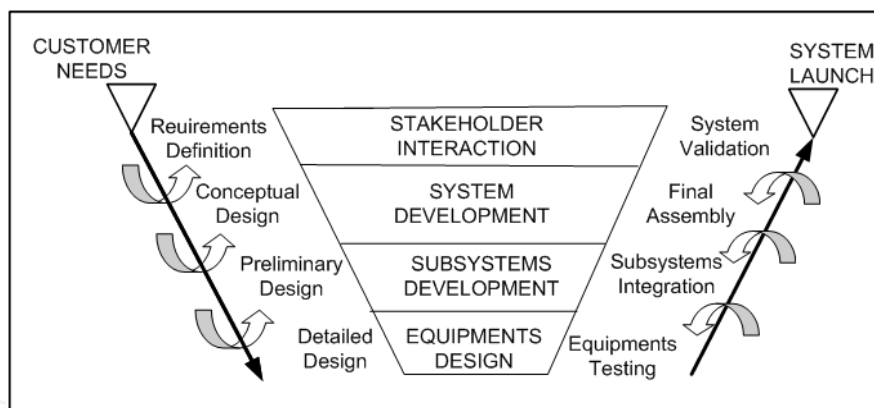 CUSTOMER
NEEDS
SYSTEM
LAUNCH
Reuirements
Definition
STAKEHOLDER
INTERACTION
System
Validation
Conceptual
Design
SYSTEM
DEVELOPMENT
Final
Assembly
Preliminary
Design
SUBSYSTEMS
DEVELOPMENT
Subsystems
Integration
Detailed
Design
EQUIPMENTS
DESIGN
Equipments
Testing